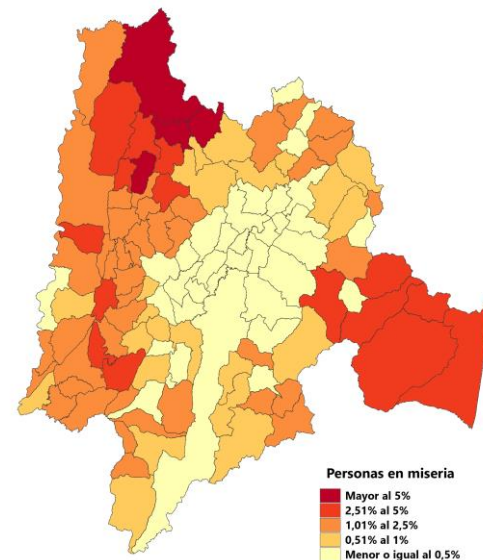 Personas en miseria
Mayor al 5%
2,51% al 5%
1,01% al 2,5%
0,51% al 1%
Menor o igual al 0,5%